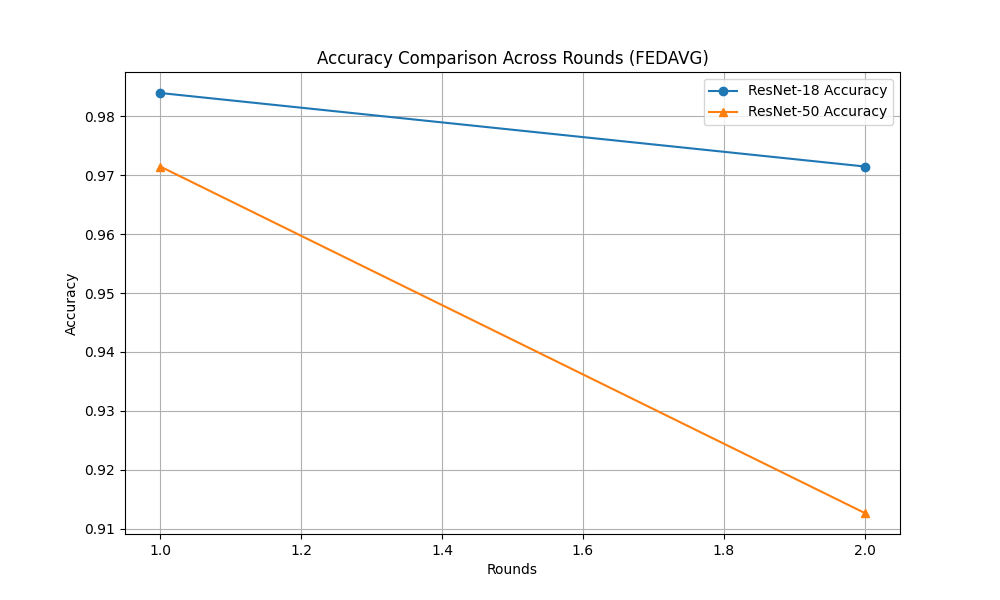 Accuracy Comparison Across Rounds (FEDAVG)
ResNet-18 Accuracy
ResNet-50 Accuracy
0.98
0.97
0.96
0.95
0.94
0.93
0.92
0.91
Accuracy
1.0 1.2 1.4 1.6 1.8 2.0
Rounds